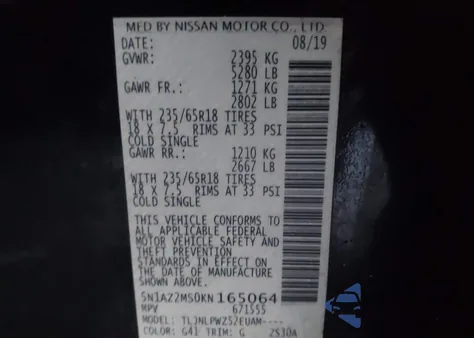 MFD BY NISSAN MOTOR CO., LTD.
DATE: 08/19
GVWR: 2395 KG
5280 LB
GAWR FR.: 1271 KG
2802 LB
WITH 235/65R18 TIRES
18 X 7.5 RIMS AT 33 PSI
COLD SINGLE
GAWR RR.: 1210 KG
2667 LB
WITH 235/65R18 TIRES
18 X 7.5 RIMS AT 33 PSI
COLD SINGLE
THIS VEHICLE CONFORMS TO
ALL APPLICABLE FEDERAL
MOTOR VEHICLE SAFETY AND
THEFT PREVENTION
STANDARDS IN EFFECT ON
THE DATE OF MANUFACTURE
SHOWN ABOVE.
5N1AZ2MS0KN165064
MPV 671555
MODEL: TLJNLPWZ52EUAM----
COLOR: G41 TRIM: G 2S30A